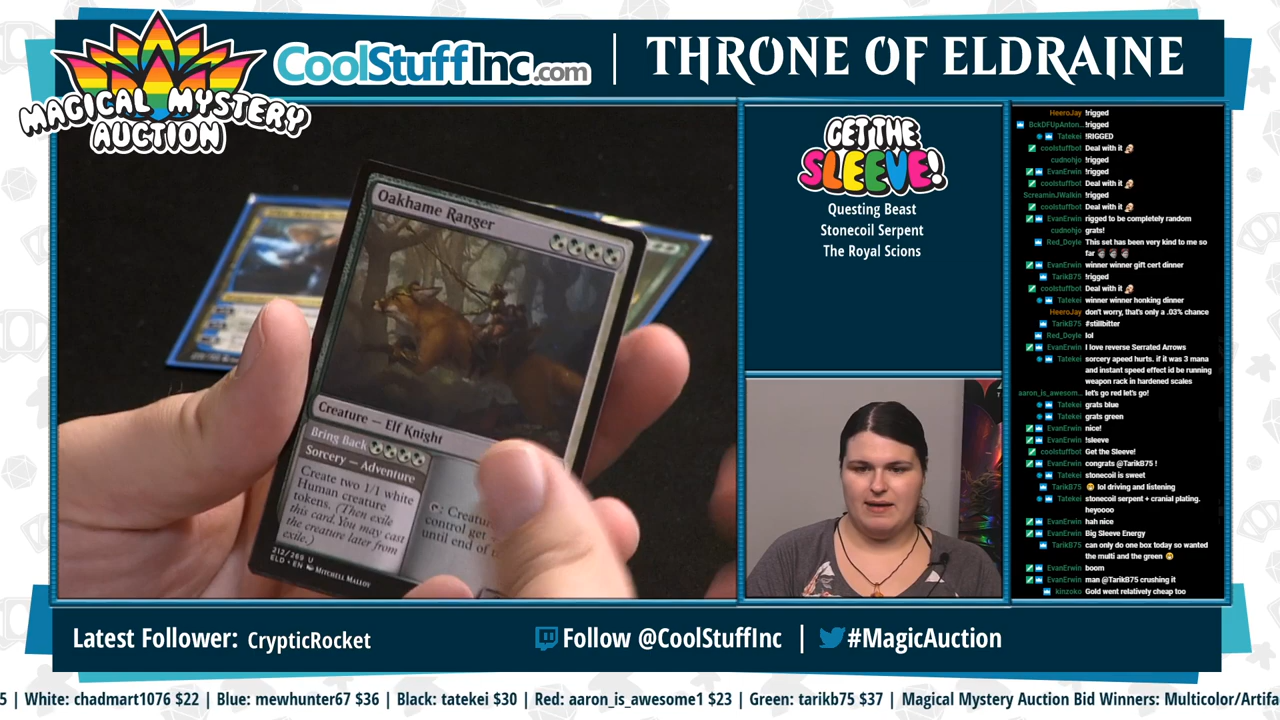 MAGICAL MYSTERY
AUCTION
CoolStuffInc.com
THRONE OF ELDRAINE
Oakhame Ranger
Creature — Elf Knight
Bring Back
Sorcery — Adventure
Create two 1/1 white
Human creature
tokens. (Then exile
this card. You may cast
the creature later from
exile.)
control get
until end of
212/269 U
ELD • EN MITCHELL MALLOY
GET THE
SLEEVE!
Questing Beast
Stonecoil Serpent
The Royal Scions
HeeroJay !rigged
BckDFUpAnton... !rigged
Tatekei !RIGGED
coolstuffbot Deal with it
cudnohjo !rigged
EvanErwin !rigged
coolstuffbot Deal with it
ScreaminJWalkin !rigged
coolstuffbot Deal with it
EvanErwin rigged to be completely random
cudnohjo grats!
Red_Doyle This set has been very kind to me so
far
EvanErwin winner winner gift cert dinner
TarikB75 !rigged
coolstuffbot Deal with it
Tatekei winner winner honking dinner
HeeroJay don't worry, that's only a .03% chance
TarikB75 #stillbitter
Red_Doyle lol
EvanErwin I love reverse Serrated Arrows
Tatekei sorcery speed hurts. if it was 3 mana
and instant speed effect id be running
weapon rack in hardened scales
aaron_is_awesom... let's go red let's go!
Tatekei grats blue
Tatekei grats green
EvanErwin nice!
EvanErwin !sleeve
coolstuffbot Get the Sleeve!
EvanErwin congrats @TarikB75 !
Tatekei stonecoil is sweet
TarikB75 lol driving and listening
Tatekei stonecoil serpent + cranial plating.
heyoooo
EvanErwin hah nice
EvanErwin Big Sleeve Energy
TarikB75 can only do one box today so wanted
the multi and the green
EvanErwin boom
EvanErwin man @TarikB75 crushing it
kinzoko Gold went relatively cheap too
Latest Follower: CrypticRocket
Follow @CoolStuffInc | #MagicAuction
5 | White: chadmart1076 $22 | Blue: mewhunter67 $36 | Black: tatekei $30 | Red: aaron_is_awesome1 $23 | Green: tarikb75 $37 | Magical Mystery Auction Bid Winners: Multicolor/Artifa